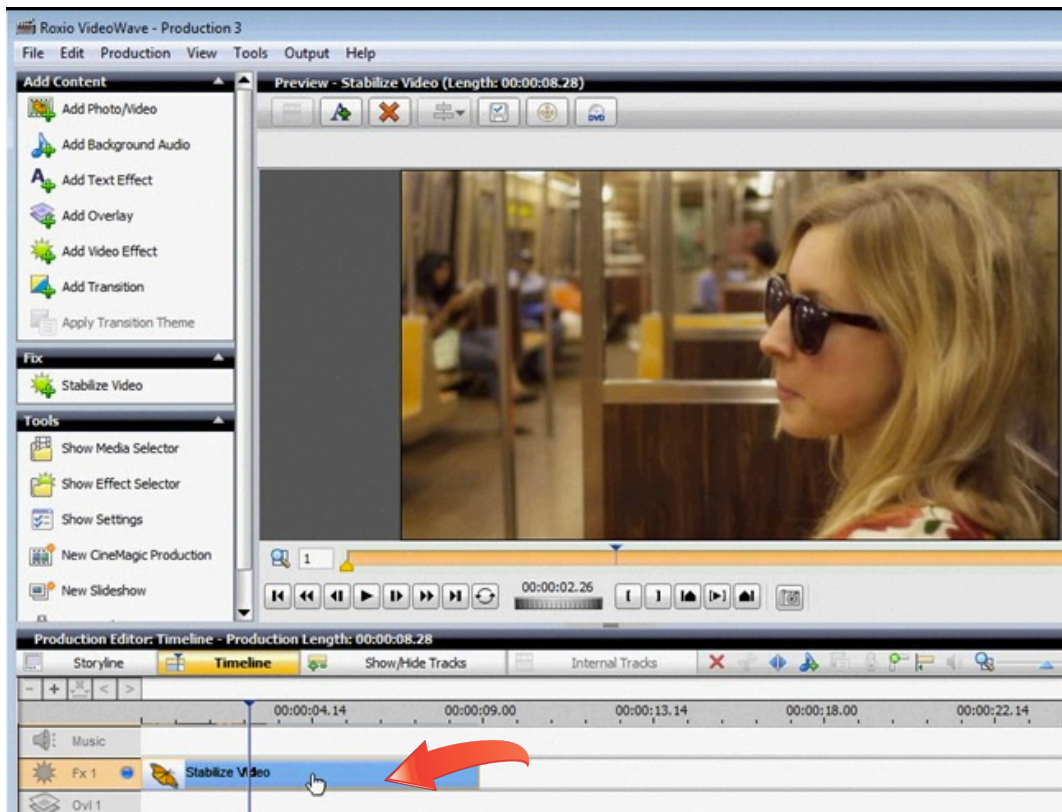 Roxio VideoWave - Production 3
File Edit Production View Tools Output Help
Add Content
Add Photo/Video
Add Background Audio
Add Text Effect
Add Overlay
Add Video Effect
Add Transition
Apply Transition Theme
Fix
Stabilize Video
Tools
Show Media Selector
Show Effect Selector
Show Settings
New CineMagic Production
New Slideshow
Preview - Stabilize Video (Length: 00:00:08.28)
DVD
1
00:00:02.26
Production Editor: Timeline - Production Length: 00:00:08.28
Storyline Timeline Show/Hide Tracks Internal Tracks
00:00:04.14 00:00:09.00 00:00:13.14 00:00:18.00 00:00:22.14
Music
Fx 1 Stabilize Video
Ovl 1